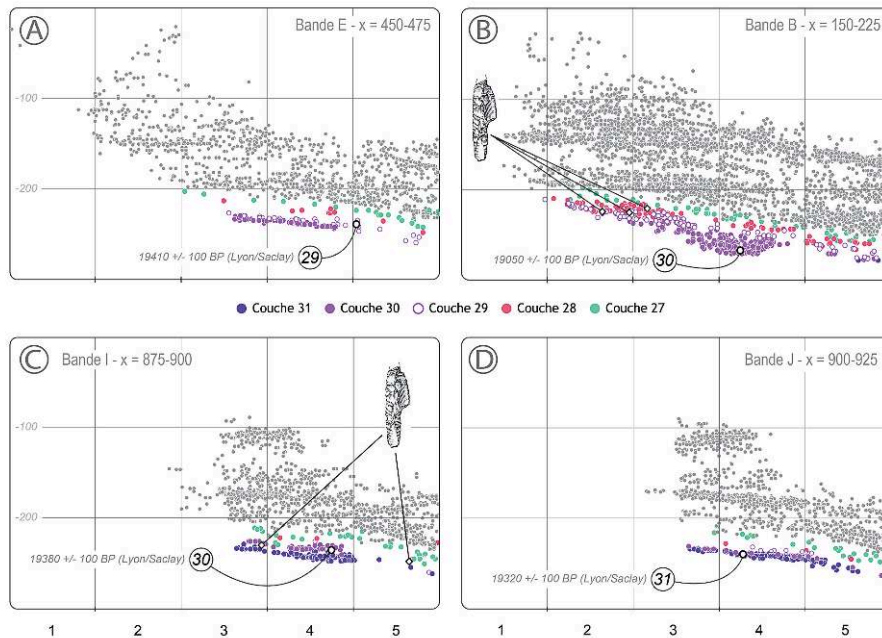 A
Bande E - x = 450-475
-100
-200
19410 +/- 100 BP (Lyon/Saclay)
29
B
Bande B - x = 150-225
19050 +/- 100 BP (Lyon/Saclay)
30
Couche 31
Couche 30
Couche 29
Couche 28
Couche 27
C
Bande I - x = 875-900
-100
-200
19380 +/- 100 BP (Lyon/Saclay)
30
D
Bande J - x = 900-925
19320 +/- 100 BP (Lyon/Saclay)
31
1 2 3 4 5 1 2 3 4 5